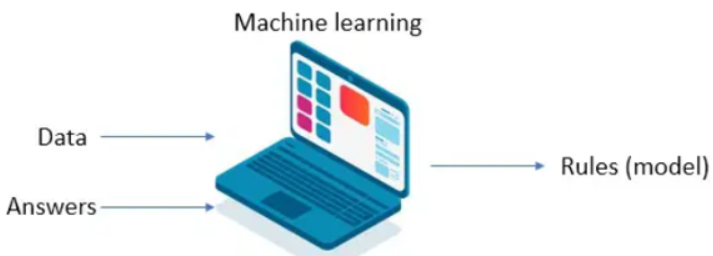 Machine learning
Data
Rules (model)
Answers